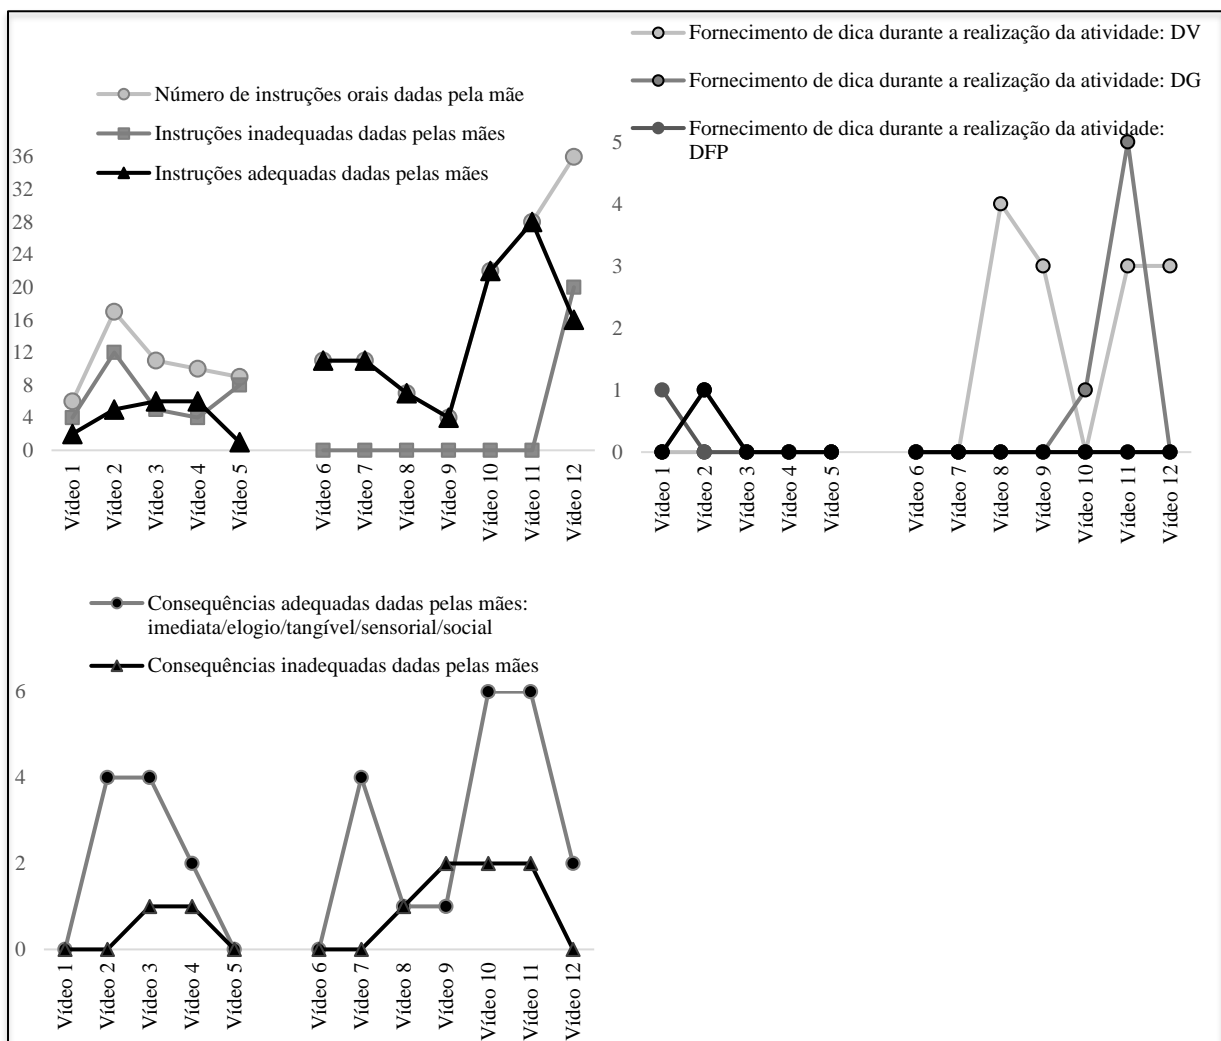 Número de instruções orais dadas pela mãe
Instruções inadequadas dadas pelas mães
Instruções adequadas dadas pelas mães
36
32
28
24
20
16
12
8
4
0
Vídeo 1
Vídeo 2
Vídeo 3
Vídeo 4
Vídeo 5
Vídeo 6
Vídeo 7
Vídeo 8
Vídeo 9
Vídeo 10
Vídeo 11
Vídeo 12
Fornecimento de dica durante a realização da atividade: DV
Fornecimento de dica durante a realização da atividade: DG
Fornecimento de dica durante a realização da atividade:
DFP
5
4
3
2
1
0
Vídeo 1
Vídeo 2
Vídeo 3
Vídeo 4
Vídeo 5
Vídeo 6
Vídeo 7
Vídeo 8
Vídeo 9
Vídeo 10
Vídeo 11
Vídeo 12
Consequências adequadas dadas pelas mães:
imediata/elogio/tangível/sensorial/social
Consequências inadequadas dadas pelas mães
6
4
2
0
Vídeo 1
Vídeo 2
Vídeo 3
Vídeo 4
Vídeo 5
Vídeo 6
Vídeo 7
Vídeo 8
Vídeo 9
Vídeo 10
Vídeo 11
Vídeo 12